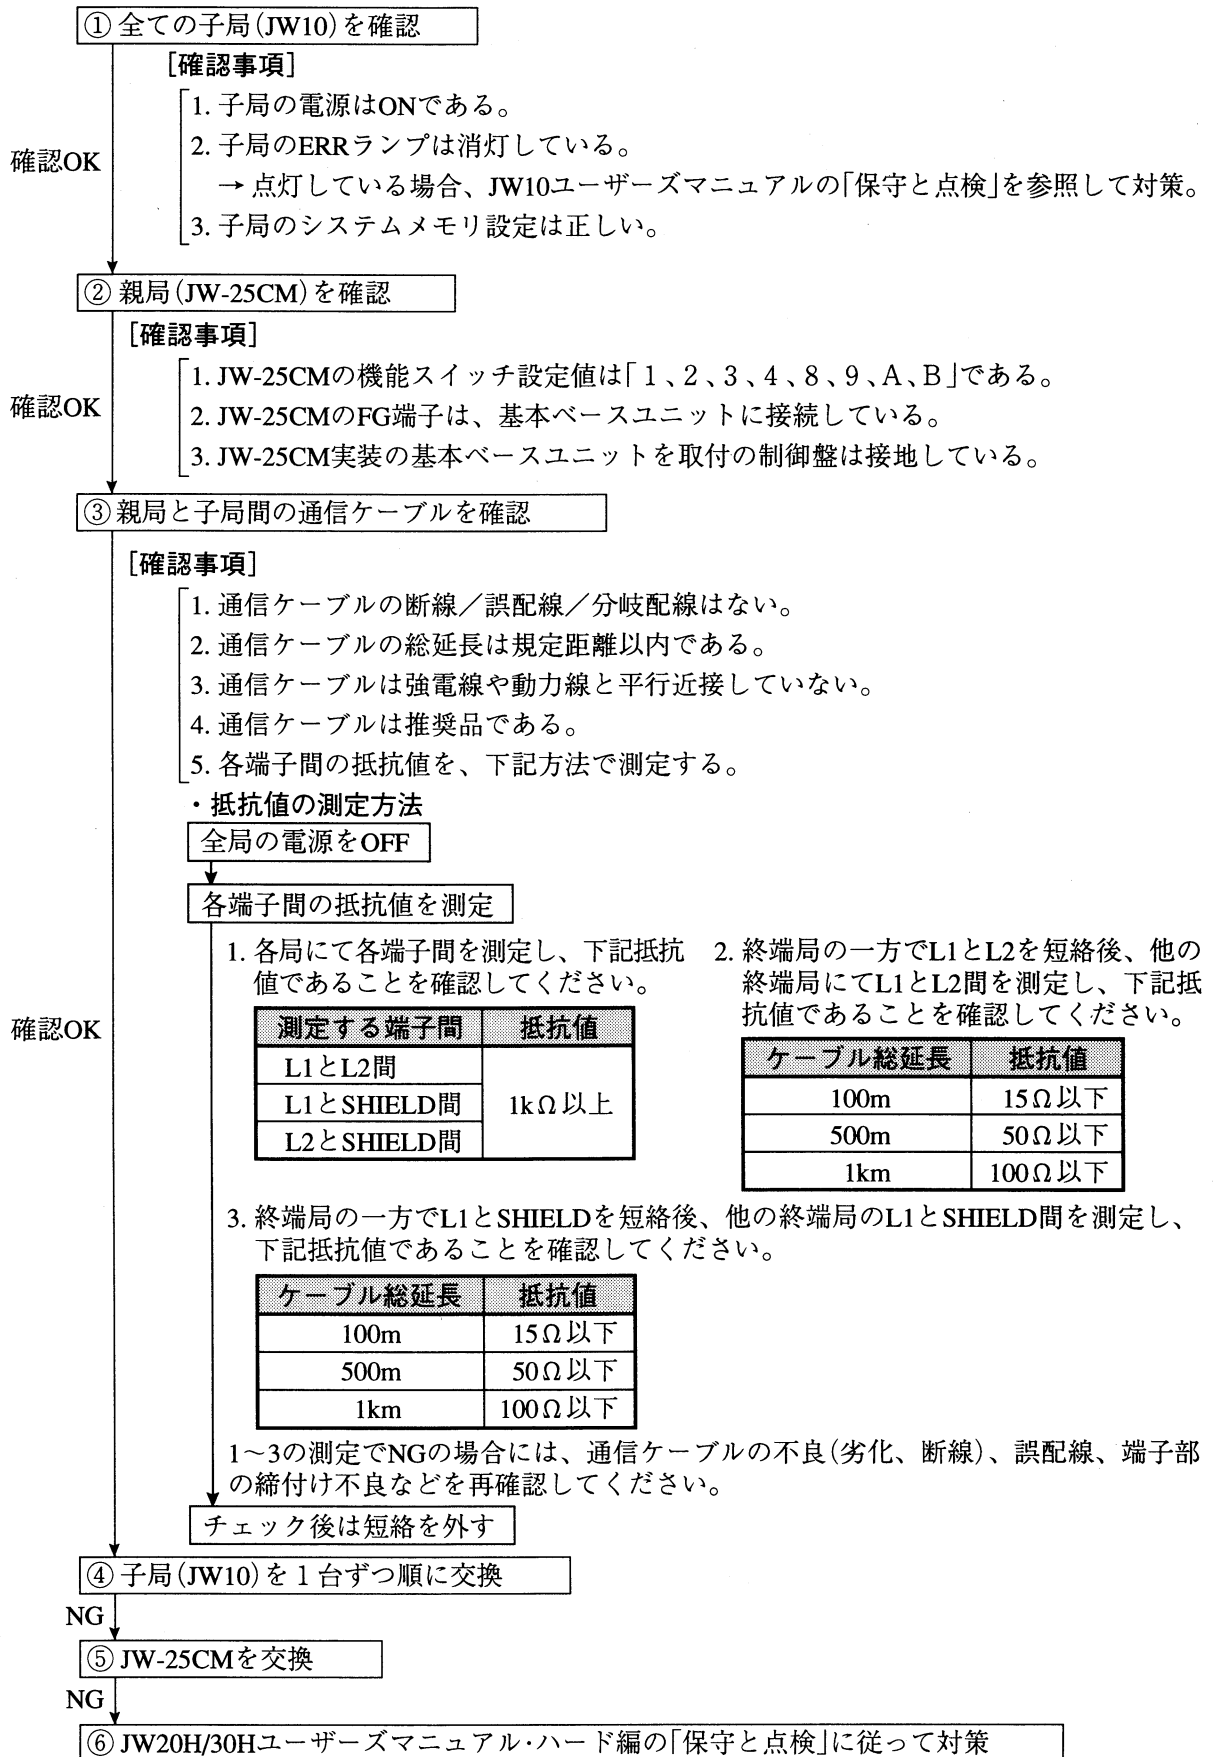 ①全ての子局(JW10)を確認
[確認事項]
1. 子局の電源はONである。
2. 子局のERRランプは消灯している。
→ 点灯している場合、JW10ユーザーズマニュアルの「保守と点検」を参照して対策。
3. 子局のシステムメモリ設定は正しい。
確認OK
②親局(JW-25CM)を確認
[確認事項]
1. JW-25CMの機能スイッチ設定値は「1、2、3、4、8、9、A、B」である。
2. JW-25CMのFG端子は、基本ベースユニットに接続している。
3. JW-25CM実装の基本ベースユニットを取付の制御盤は接地している。
確認OK
③親局と子局間の通信ケーブルを確認
[確認事項]
1. 通信ケーブルの断線/誤配線/分岐配線はない。
2. 通信ケーブルの総延長は規定距離以内である。
3. 通信ケーブルは強電線や動力線と平行近接していない。
4. 通信ケーブルは推奨品である。
5. 各端子間の抵抗値を、下記方法で測定する。
・抵抗値の測定方法
全局の電源をOFF
各端子間の抵抗値を測定
1. 各局にて各端子間を測定し、下記抵抗
値であることを確認してください。
測定する端子間 抵抗値
L1とL2間
L1とSHIELD間 1kΩ以上
L2とSHIELD間
2. 終端局の一方でL1とL2を短絡後、他の
終端局にてL1とL2間を測定し、下記抵
抗値であることを確認してください。
ケーブル総延長 抵抗値
100m 15Ω以下
500m 50Ω以下
1km 100Ω以下
確認OK
3. 終端局の一方でL1とSHIELDを短絡後、他の終端局のL1とSHIELD間を測定し、
下記抵抗値であることを確認してください。
ケーブル総延長 抵抗値
100m 15Ω以下
500m 50Ω以下
1km 100Ω以下
1〜3の測定でNGの場合には、通信ケーブルの不良(劣化、断線)、誤配線、端子部
の締付け不良などを再確認してください。
チェック後は短絡を外す
④子局(JW10)を1台ずつ順に交換
NG
⑤JW-25CMを交換
NG
⑥JW20H/30Hユーザーズマニュアル・ハード編の「保守と点検」に従って対策